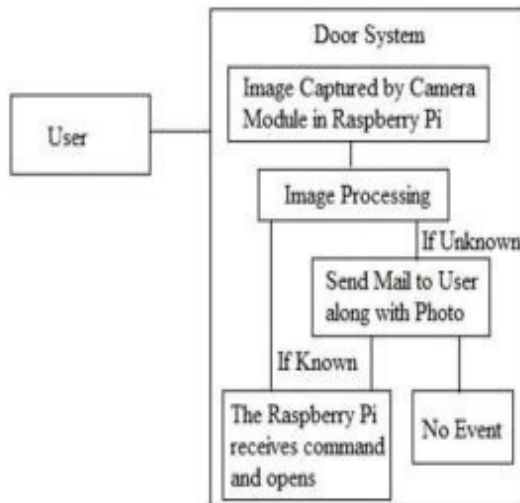 Door System
User
Image Captured by Camera
Module in Raspberry Pi
Image Processing
If Unknown
Send Mail to User
along with Photo
If Known
The Raspberry Pi
receives command
and opens
No Event